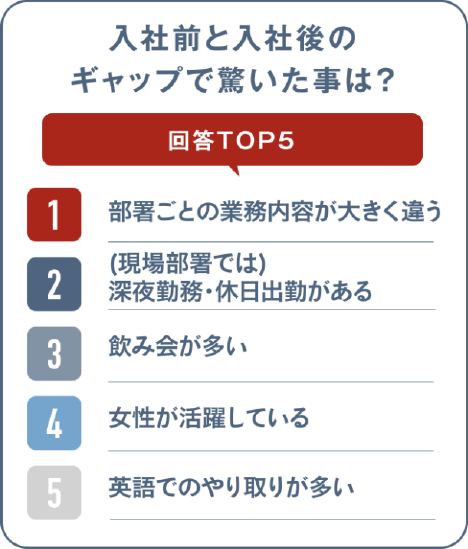 入社前と入社後の
ギャップで驚いた事は？
回答TOP5
1 部署ごとの業務内容が大きく違う
2 (現場部署では)
深夜勤務・休日出勤がある
3 飲み会が多い
4 女性が活躍している
5 英語でのやり取りが多い